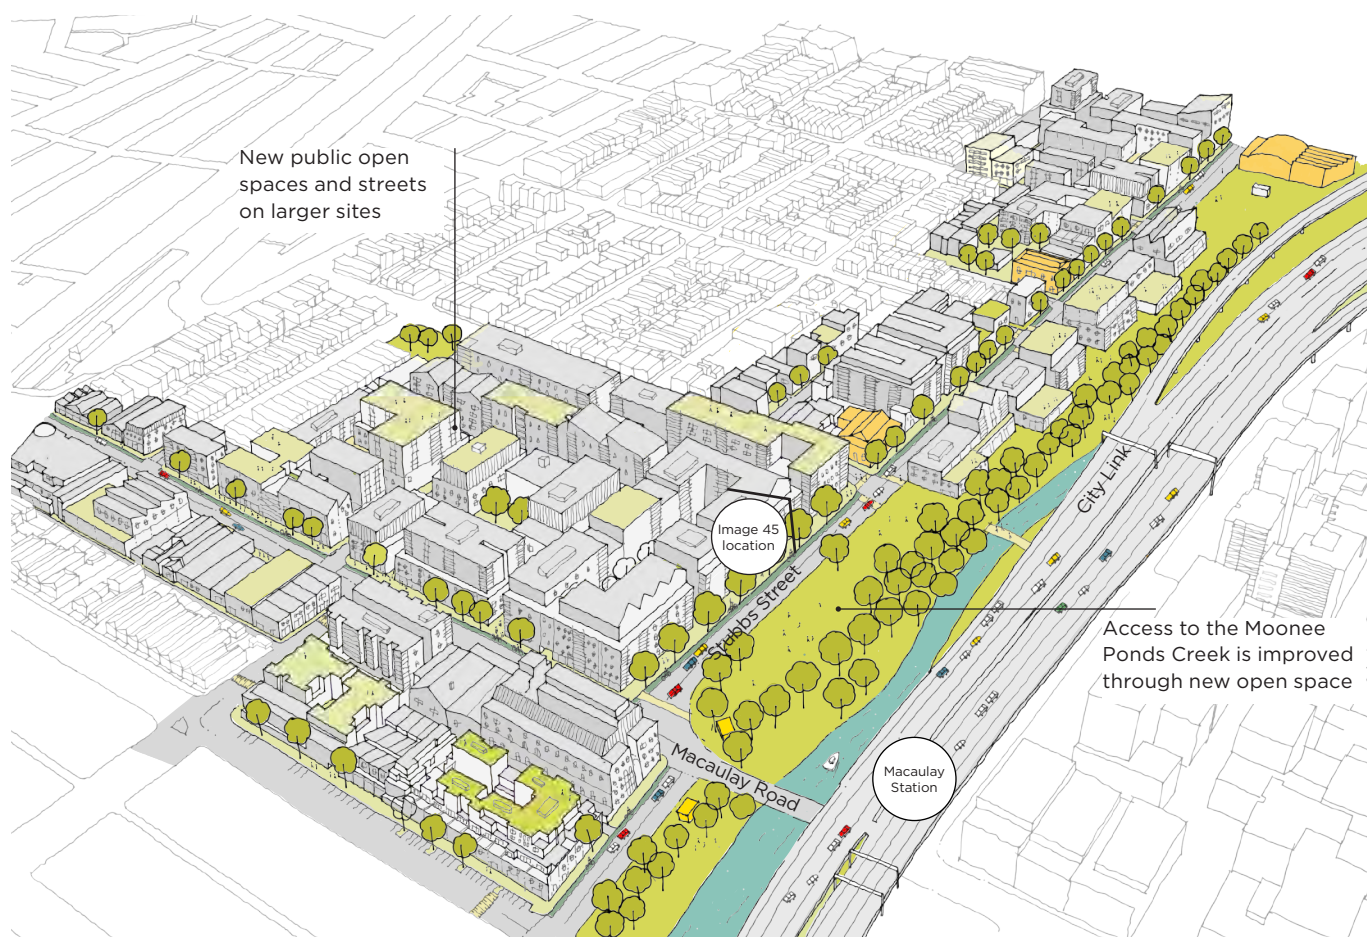 New public open
spaces and streets
on larger sites
City Link
Image 45
location
Stubbs Street
Access to the Moonee
Ponds Creek is improved
through new open space
Macaulay Road
Macaulay
Station